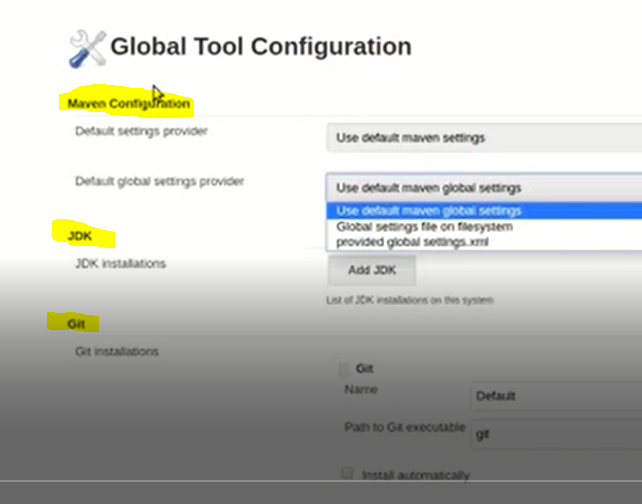 Global Tool Configuration
Maven Configuration
Default settings provider
Use default maven settings
Default global settings provider
Use default maven global settings
Use default maven global settings
Global settings file on filesystem
provided global settings.xml
JDK
JDK installations
Add JDK
List of JDK installations on this system
Git
Git installations
Git
Name
Default
Path to Git executable
git
Install automatically